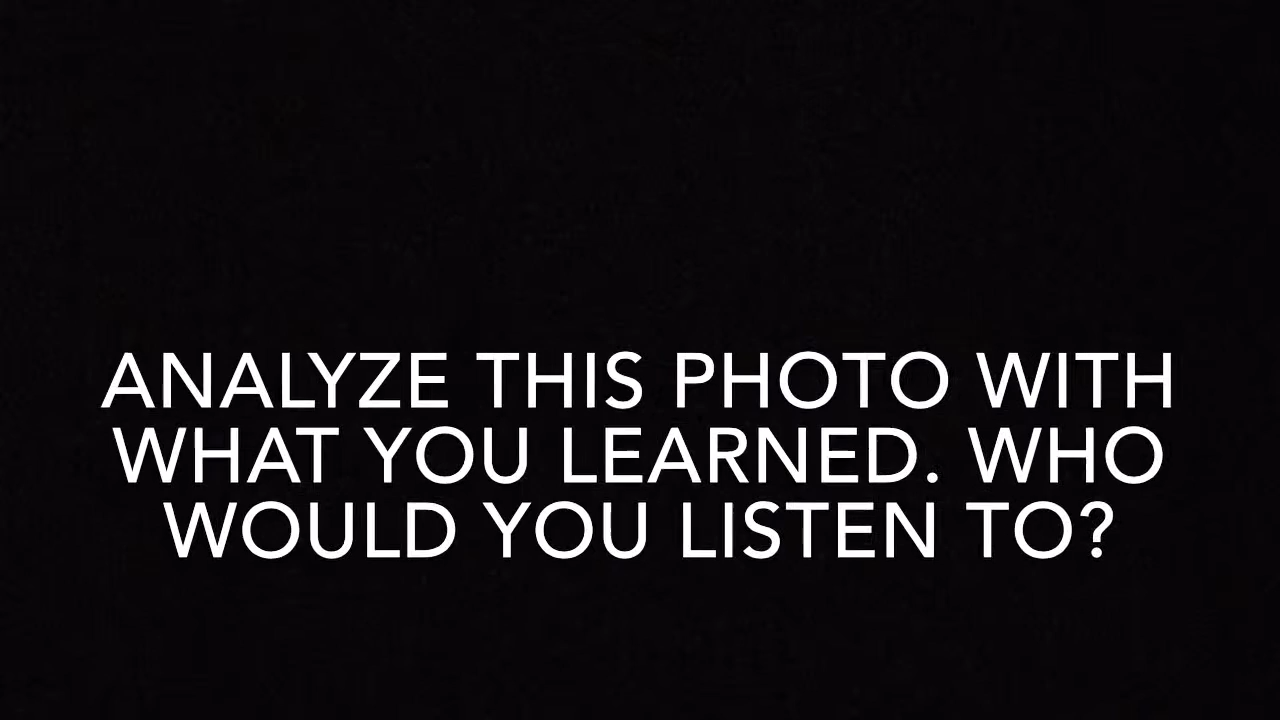 ANALYZE THIS PHOTO WITH
WHAT YOU LEARNED. WHO
WOULD YOU LISTEN TO?